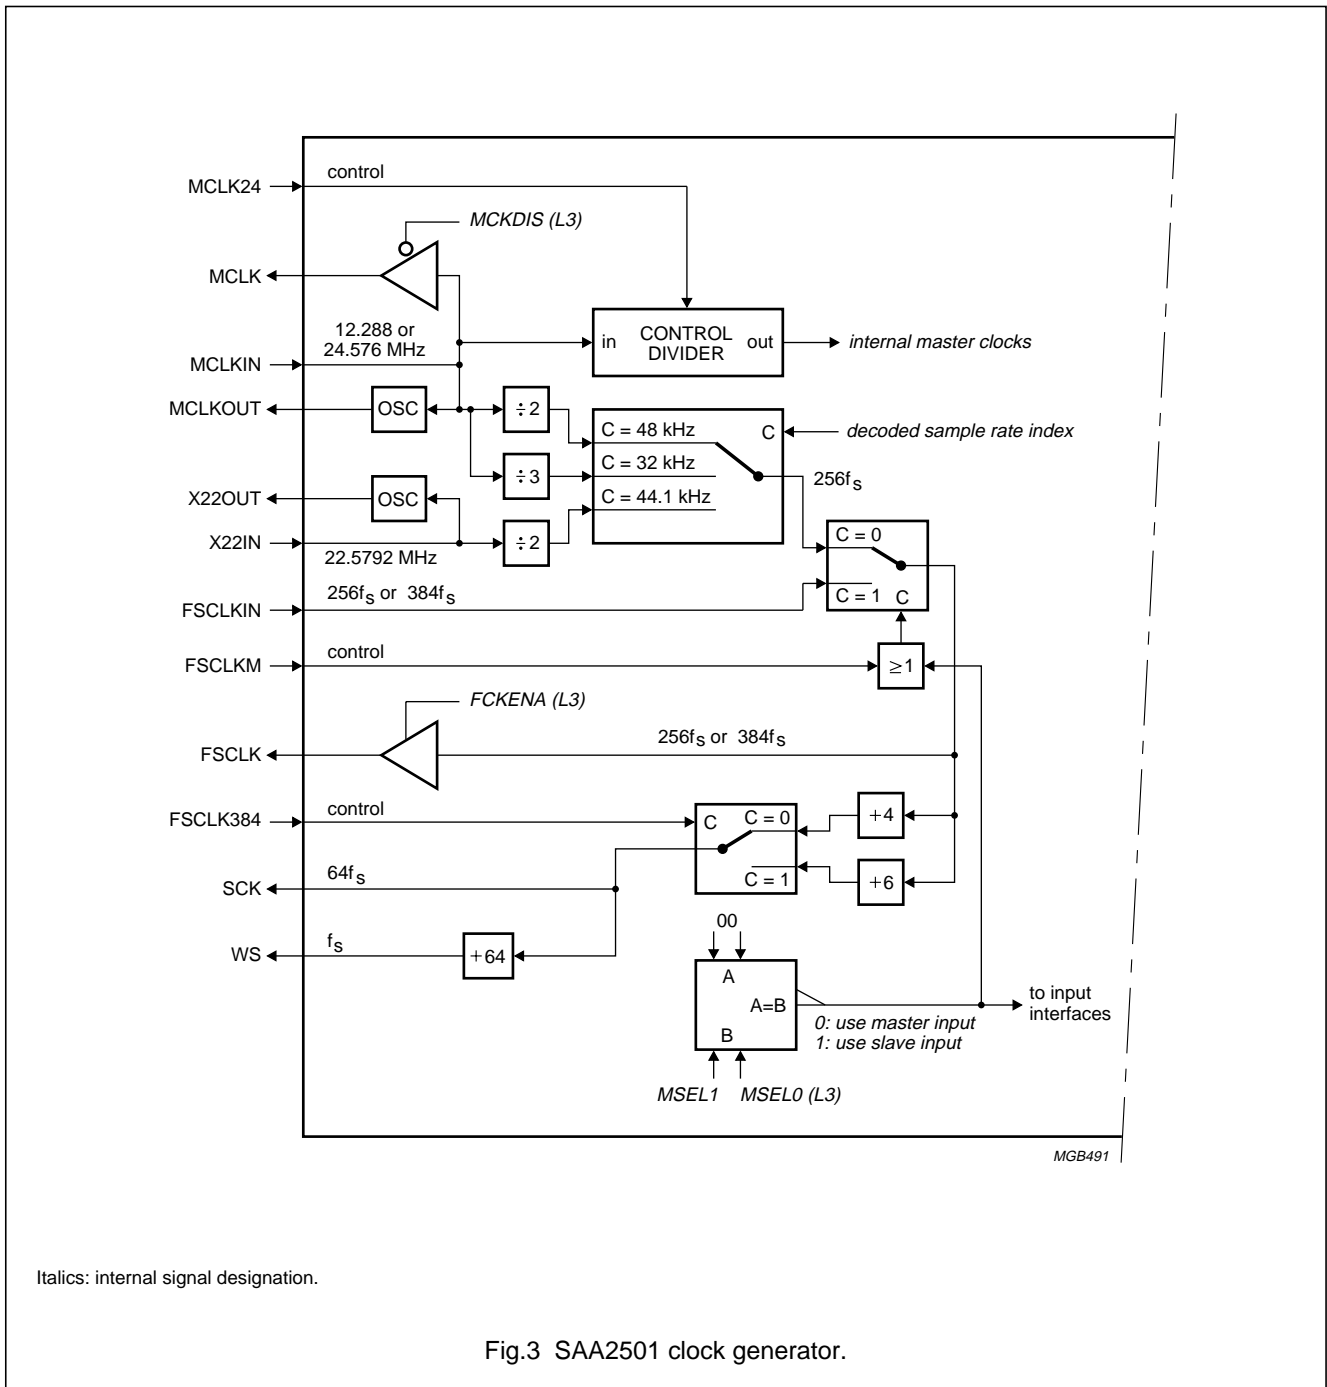 MCLK24
control
MCKDIS (L3)
MCLK
12.288 or
24.576 MHz
MCLKIN
in
CONTROL
DIVIDER
out
internal master clocks
MCLKOUT
OSC
÷2
C = 48 kHz
C
decoded sample rate index
C = 32 kHz
÷3
256fs
X22OUT
OSC
C = 44.1 kHz
X22IN
22.5792 MHz
÷2
C = 0
256fs or 384fs
C = 1
C
FSCLKIN
FSCLKM
control
≥1
FCKENA (L3)
FSCLK
256fs or 384fs
FSCLK384
control
C
C = 0
+4
SCK
64fs
C = 1
+6
00
WS
fs
+64
A
A=B
B
to input
interfaces
0: use master input
1: use slave input
MSEL1
MSEL0 (L3)
MGB491
Italics: internal signal designation.
Fig.3 SAA2501 clock generator.